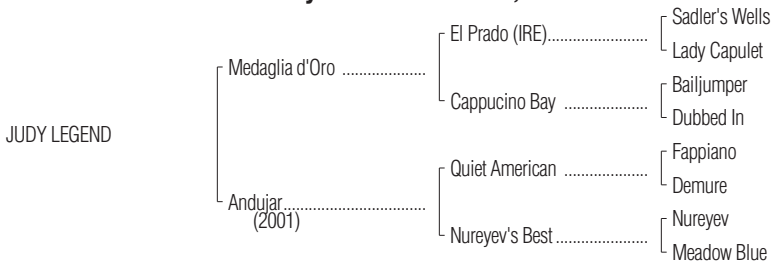 Sadler's Wells
El Prado (IRE)......................
Lady Capulet
Medaglia d'Oro ....................
Bailjumper
Cappucino Bay ....................
Dubbed In
JUDY LEGEND
Fappiano
Quiet American ....................
Demure
Andujar..................................
(2001)
Nureyev
Nureyev's Best ......................
Meadow Blue